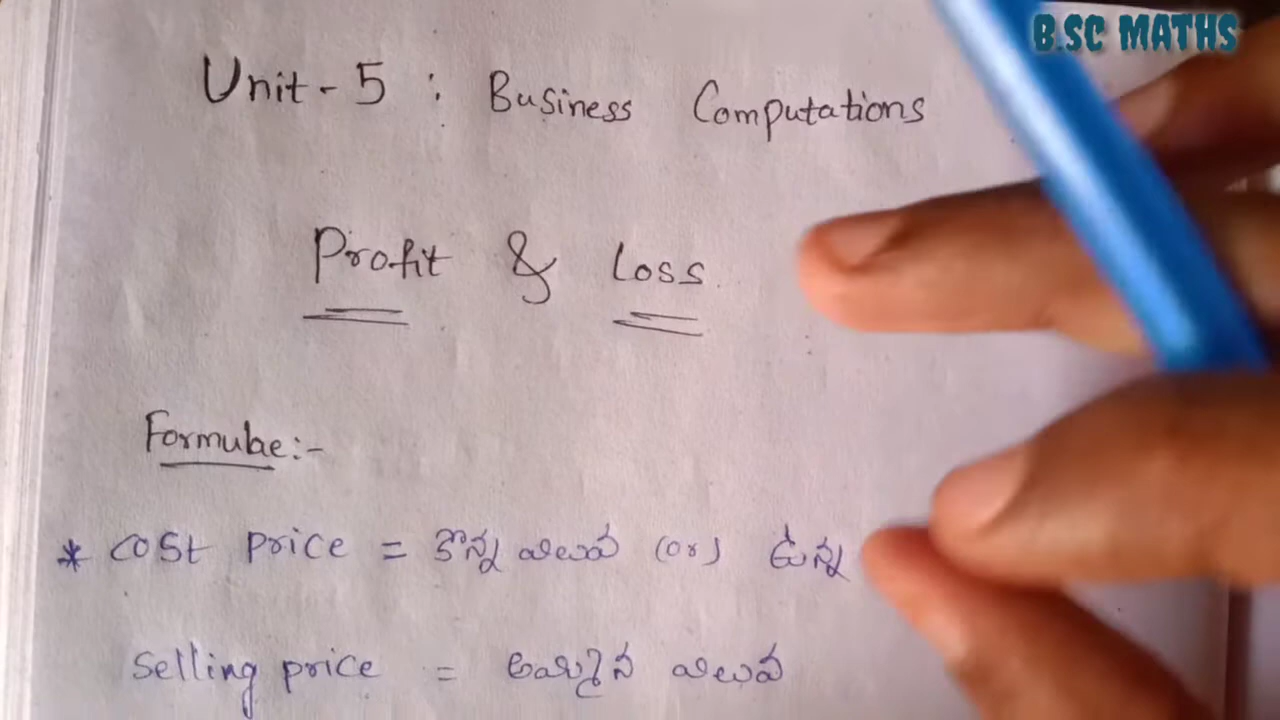 B.SC MATHS
Unit - 5 : Business Computations
Profit & Loss
Formulae:-
* Cost price = కొన్న విలువ (or) ఉన్న
Selling price = అమ్మిన విలువ